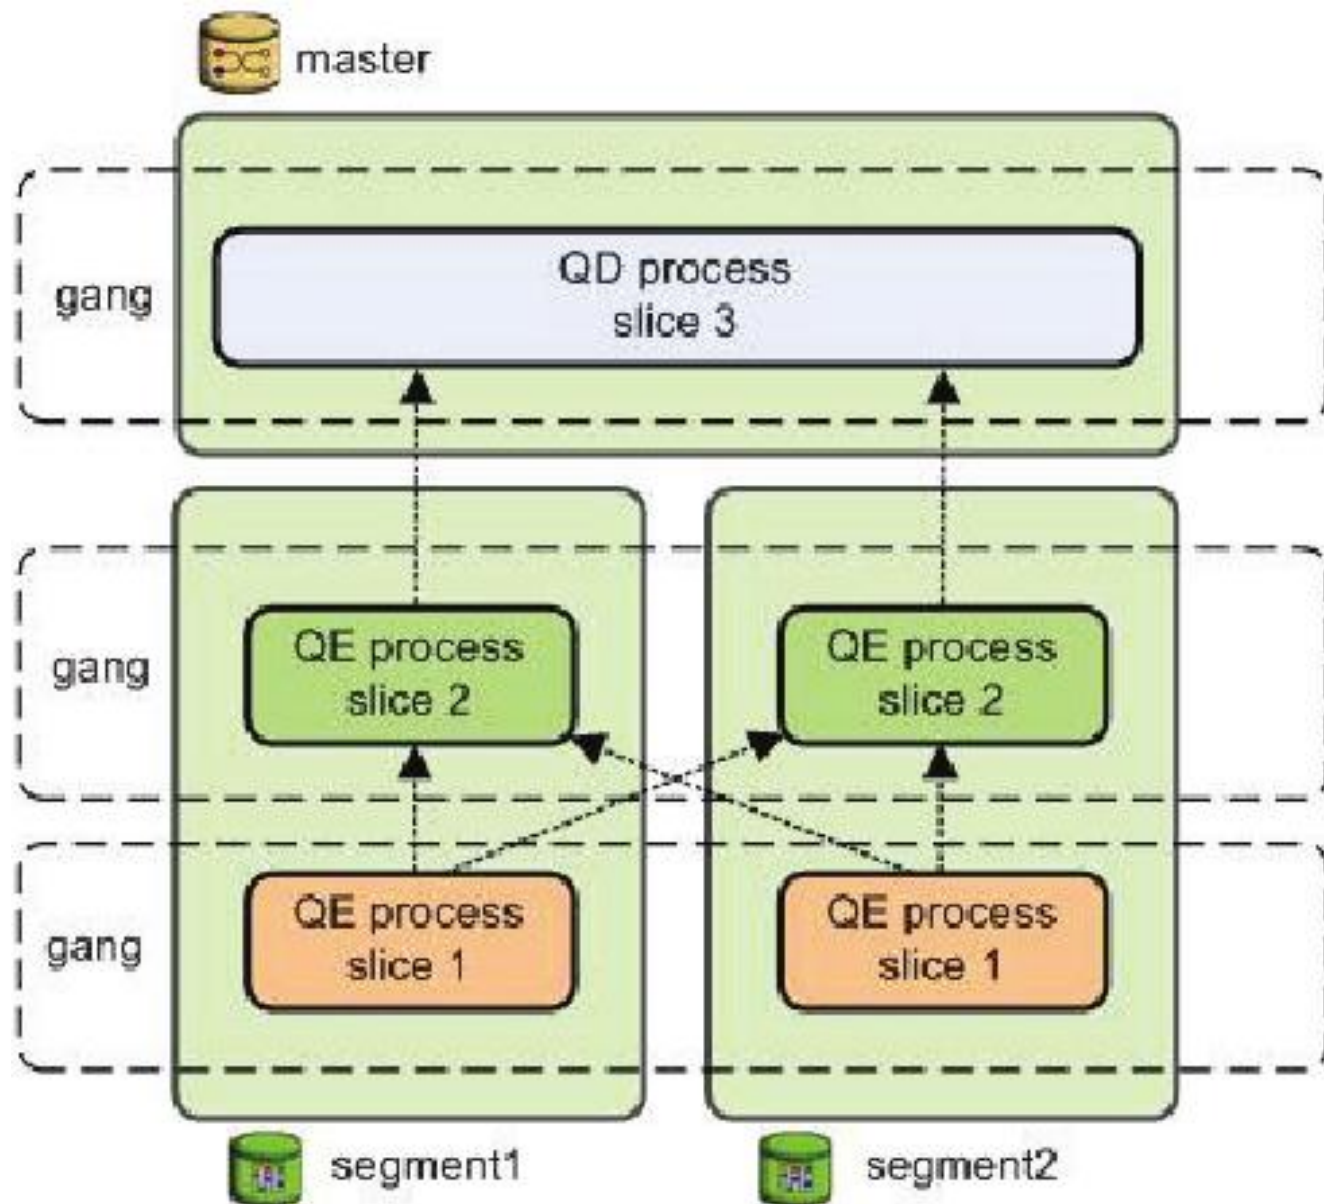 master
gang
QD process
slice 3
gang
QE process
slice 2
QE process
slice 2
gang
QE process
slice 1
QE process
slice 1
segment1
segment2